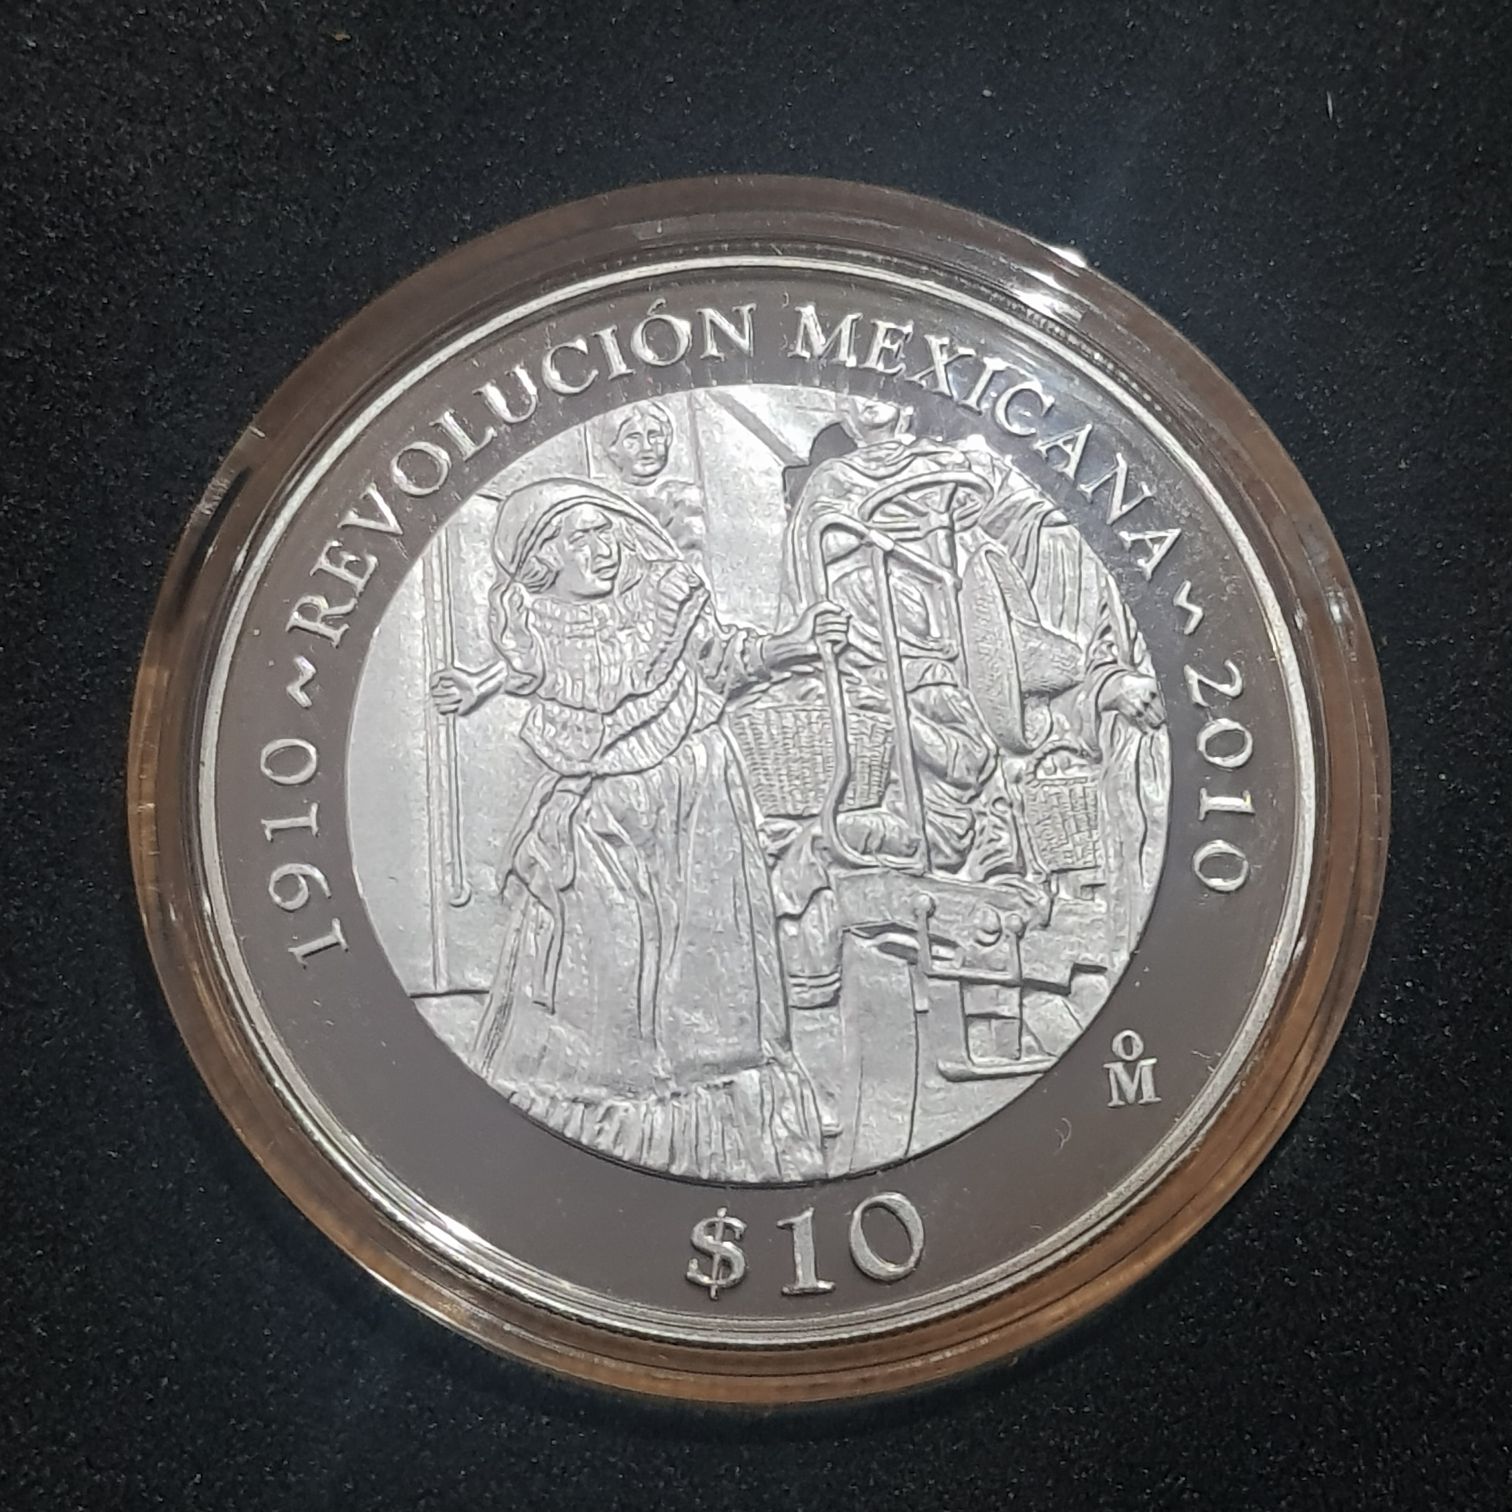 1910 ~ REVOLUCIÓN MEXICANA ~ 2010
o
M
$10